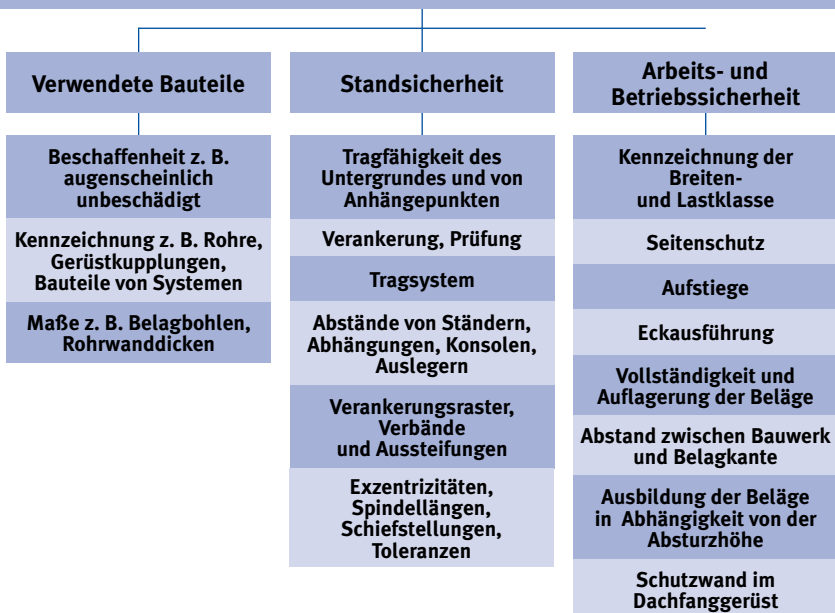 Verwendete Bauteile
Beschaffenheit z. B.
augenscheinlich
unbeschädigt
Kennzeichnung z. B. Rohre,
Gerüstkupplungen,
Bauteile von Systemen
Maße z. B. Belagbohlen,
Rohrwanddicken
Standsicherheit
Tragfähigkeit des
Untergrundes und von
Anhängepunkten
Verankerung, Prüfung
Tragsystem
Abstände von Ständern,
Abhängungen, Konsolen,
Auslegern
Verankerungsraster,
Verbände
und Aussteifungen
Exzentrizitäten,
Spindellängen,
Schiefstellungen,
Toleranzen
Arbeits- und
Betriebssicherheit
Kennzeichnung der
Breiten-
und Lastklasse
Seitenschutz
Aufstiege
Eckausführung
Vollständigkeit und
Auflagerung der Beläge
Abstand zwischen Bauwerk
und Belagkante
Ausbildung der Beläge
in Abhängigkeit von der
Absturzhöhe
Schutzwand im
Dachfanggerüst